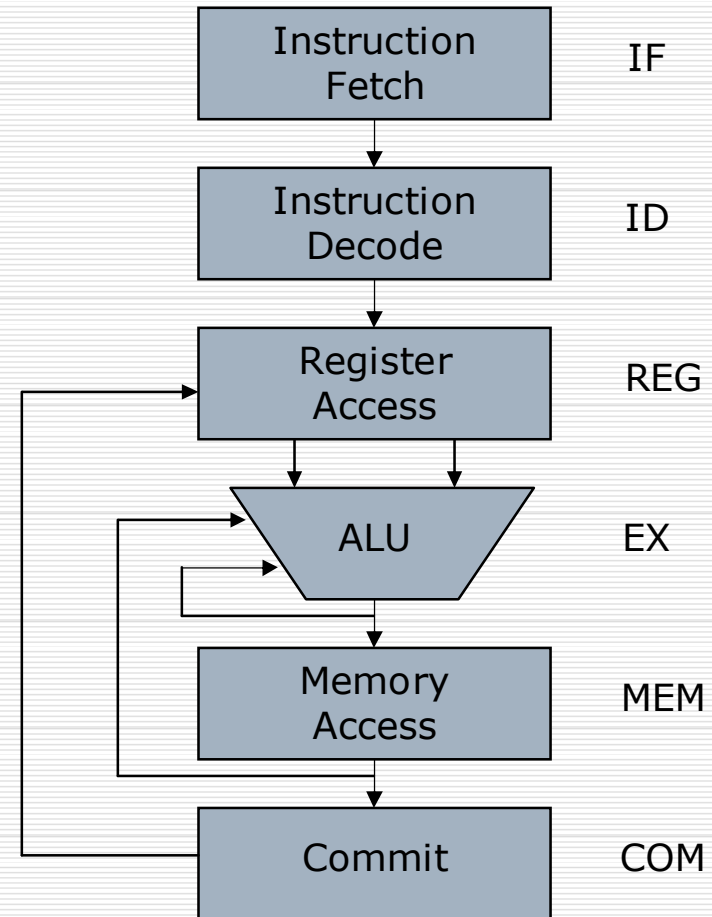 Instruction
Fetch
IF
Instruction
Decode
ID
Register
Access
REG
ALU
EX
Memory
Access
MEM
Commit
COM